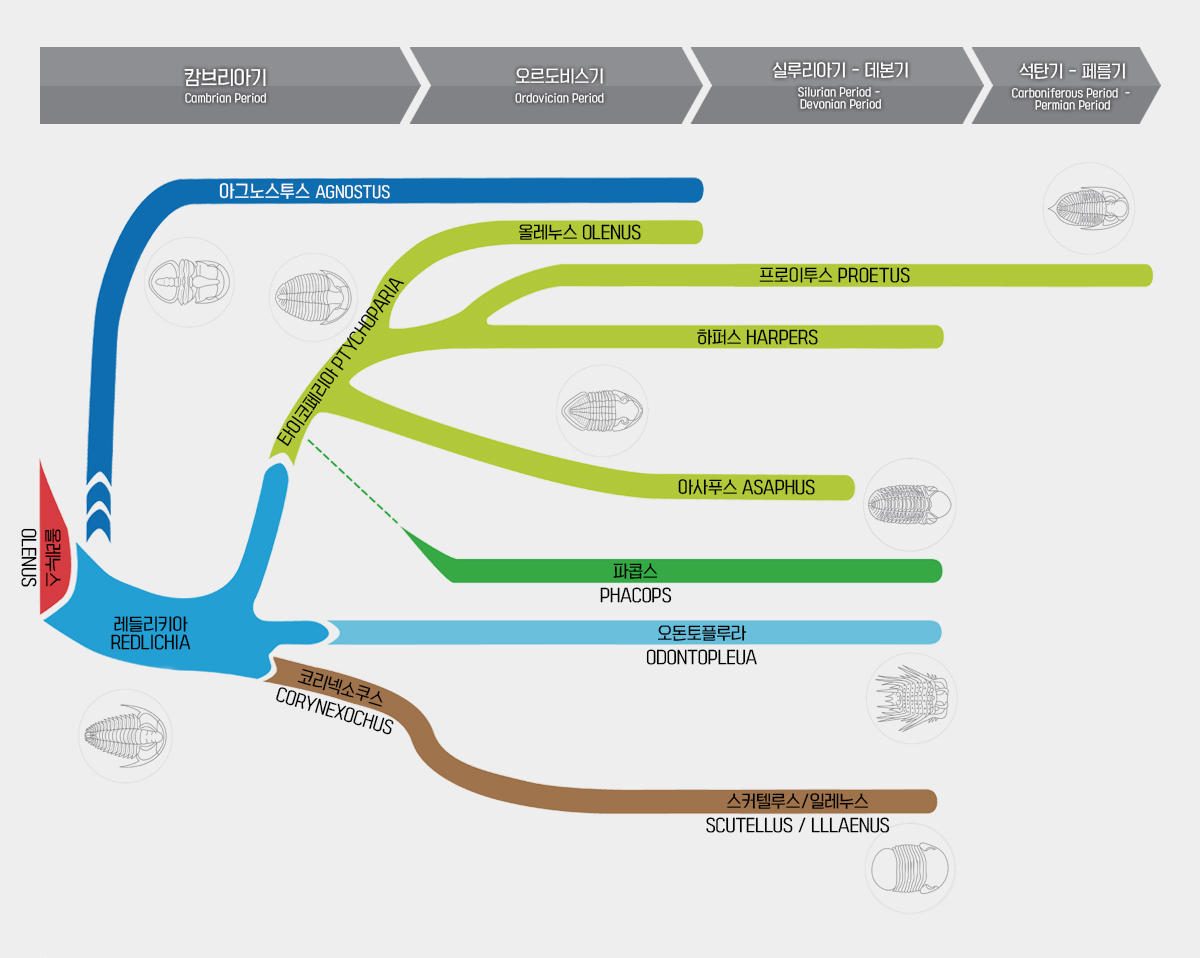 캄브리아기
Cambrian Period
오르도비스기
Ordovician Period
실루리아기 - 데본기
Silurian Period -
Devonian Period
석탄기 - 페름기
Carboniferous Period -
Permian Period
아그노스투스 AGNOSTUS
올레누스 OLENUS
프로이투스 PROETUS
타이코페리아 PTYCHOPARIA
하퍼스 HARPERS
아사푸스 ASAPHUS
올레누스
OLENUS
파콥스
PHACOPS
레들리키아
REDLICHIA
오돈토플루라
ODONTOPLEUA
코리넥소쿠스
CORYNEXOCHUS
스커텔루스/일레누스
SCUTELLUS / LLLAENUS